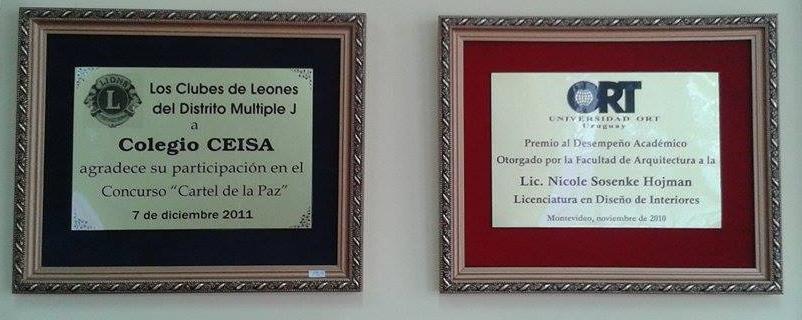 LIONS
L
Los Clubes de Leones
del Distrito Multiple J
a
Colegio CEISA
agradece su participación en el
Concurso “Cartel de la Paz”
7 de diciembre 2011
ORT
UNIVERSIDAD ORT
Uruguay
Premio al Desempeño Académico
Otorgado por la Facultad de Arquitectura a la
Lic. Nicole Sosenke Hojman
Licenciatura en Diseño de Interiores
Montevideo, noviembre de 2010